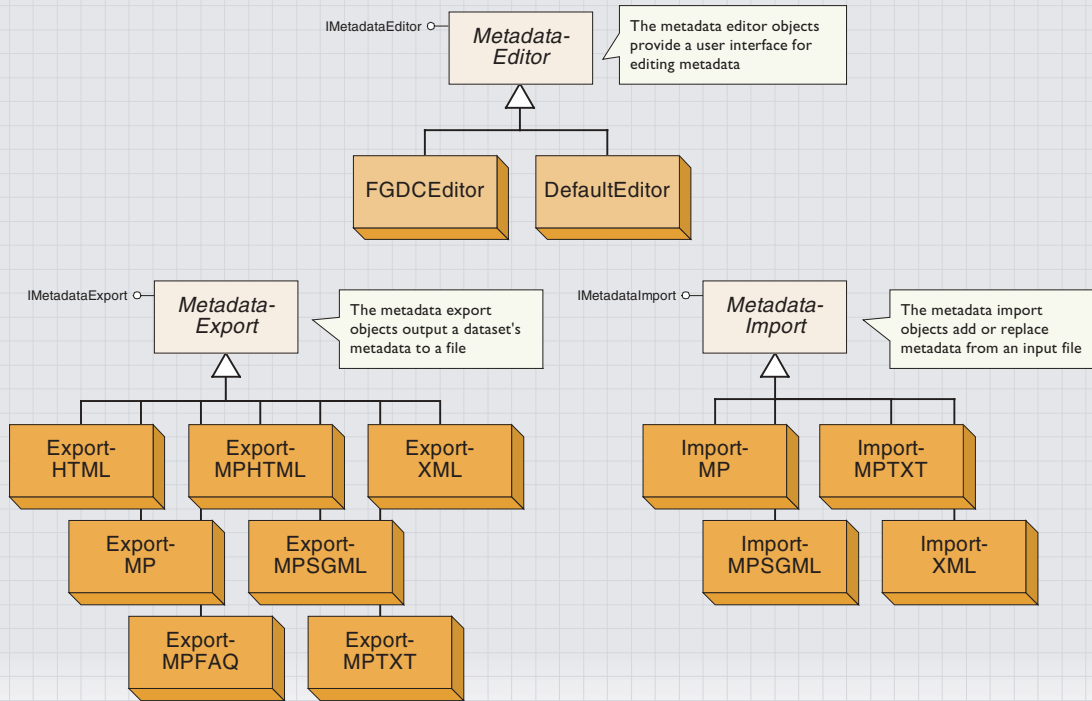 IMetadataEditor
Metadata-
Editor
The metadata editor objects
provide a user interface for
editing metadata
FGDCEditor
DefaultEditor
IMetadataExport
Metadata-
Export
The metadata export
objects output a dataset's
metadata to a file
IMetadataImport
Metadata-
Import
The metadata import
objects add or replace
metadata from an input file
Export-
HTML
Export-
MPHTML
Export-
XML
Export-
MP
Export-
MPSGML
Export-
MPFAQ
Export-
MPTXT
Import-
MP
Import-
MPTXT
Import-
MPSGML
Import-
XML